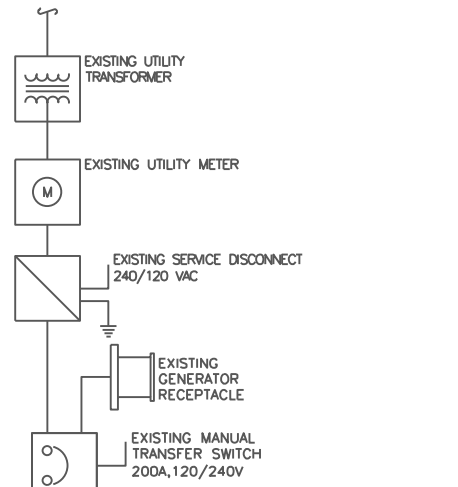 EXISTING UTILITY
TRANSFORMER
EXISTING UTILITY METER
M
EXISTING SERVICE DISCONNECT
240/120 VAC
EXISTING
GENERATOR
RECEPTACLE
EXISTING MANUAL
TRANSFER SWITCH
200A,120/240V